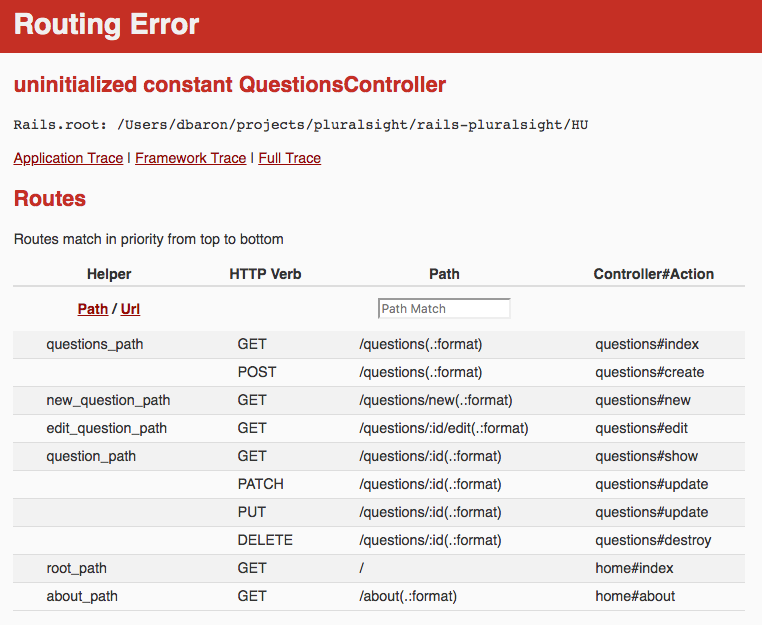 Routing Error
uninitialized constant QuestionsController
Rails.root: /Users/dbaron/projects/pluralsight/rails-pluralsight/HU
Application Trace | Framework Trace | Full Trace
Routes
Routes match in priority from top to bottom
Helper HTTP Verb Path Controller#Action
Path / Url Path Match
questions_path GET /questions(.:format) questions#index
POST /questions(.:format) questions#create
new_question_path GET /questions/new(.:format) questions#new
edit_question_path GET /questions/:id/edit(.:format) questions#edit
question_path GET /questions/:id(.:format) questions#show
PATCH /questions/:id(.:format) questions#update
PUT /questions/:id(.:format) questions#update
DELETE /questions/:id(.:format) questions#destroy
root_path GET / home#index
about_path GET /about(.:format) home#about